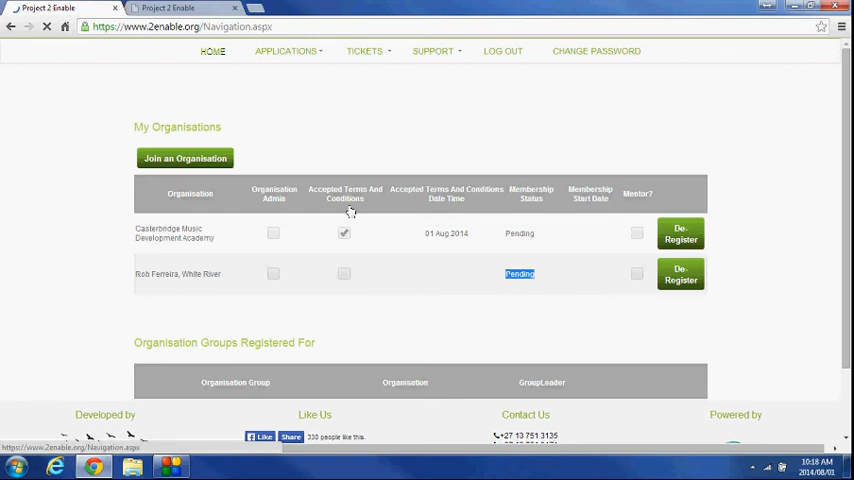 Project 2 Enable
Project 2 Enable
https://www.2enable.org/Navigation.aspx
HOME
APPLICATIONS
TICKETS
SUPPORT
LOG OUT
CHANGE PASSWORD
My Organisations
Join an Organisation
Organisation
Organisation Admin
Accepted Terms And Conditions
Accepted Terms And Conditions Date Time
Membership Status
Membership Start Date
Mentor?
Casterbridge Music
Development Academy
01 Aug 2014
Pending
De-
Register
Rob Ferreira, White River
Pending
De-
Register
Organisation Groups Registered For
Organisation Group
Organisation
GroupLeader
Developed by
Like Us
Contact Us
Powered by
Like
Share
330 people like this.
+27 13 751 3135
https://www.2enable.org/Navigation.aspx
10:18 AM
2014/08/01